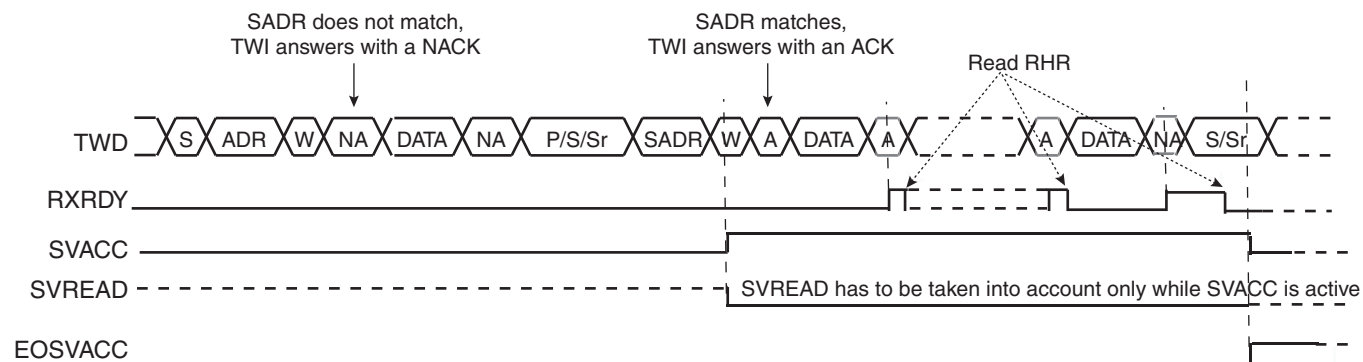 SADR does not match,
TWI answers with a NACK
SADR matches,
TWI answers with an ACK
Read RHR
TWD S ADR W NA DATA NA P/S/Sr SADR W A DATA A A DATA NA S/Sr
RXRDY
SVACC
SVREAD SVREAD has to be taken into account only while SVACC is active
EOSVACC